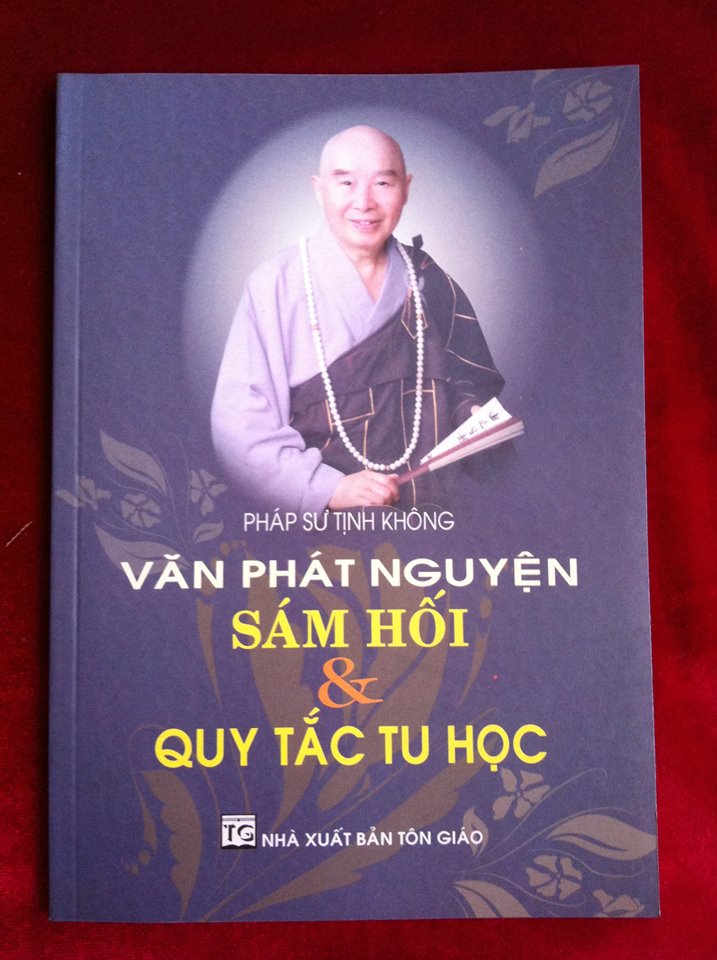 PHÁP SƯ TỊNH KHÔNG
VĂN PHÁT NGUYỆN
SÁM HỐI
&
QUY TẮC TU HỌC
TG NHÀ XUẤT BẢN TÔN GIÁO